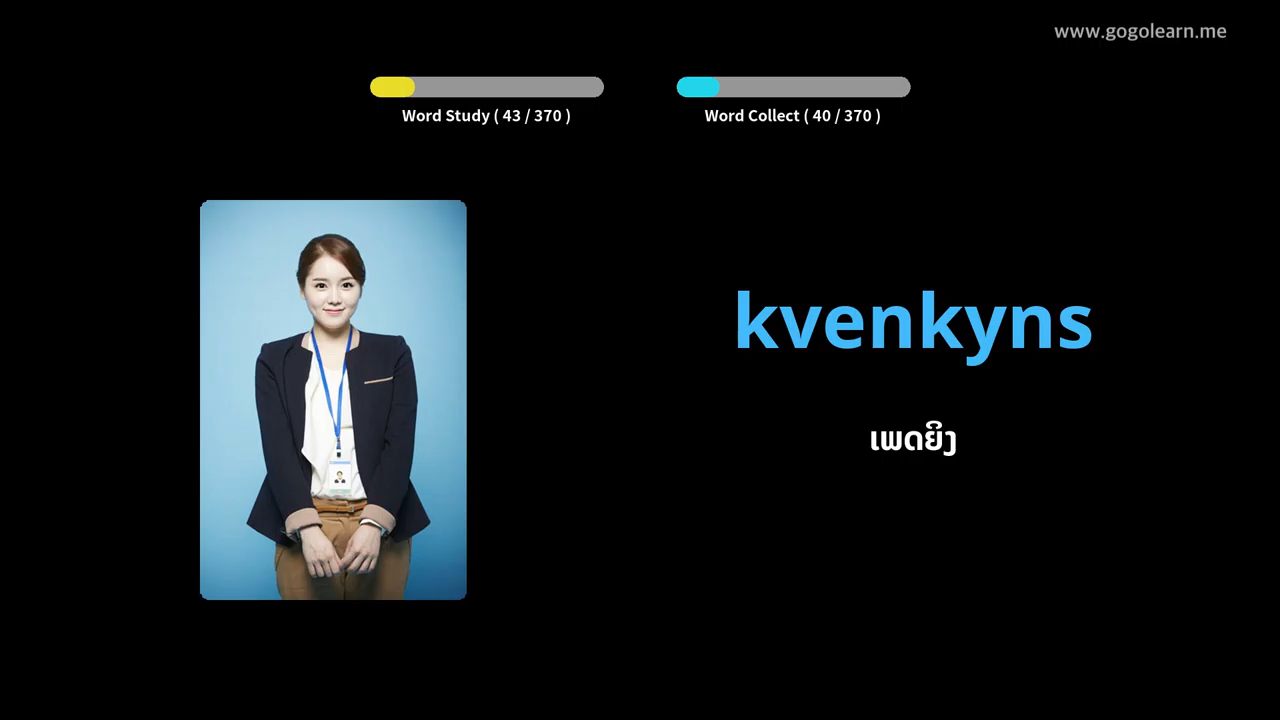 www.gogolearn.me
Word Study ( 43 / 370 )
Word Collect ( 40 / 370 )
kvenkyns
ເພດຍິງ